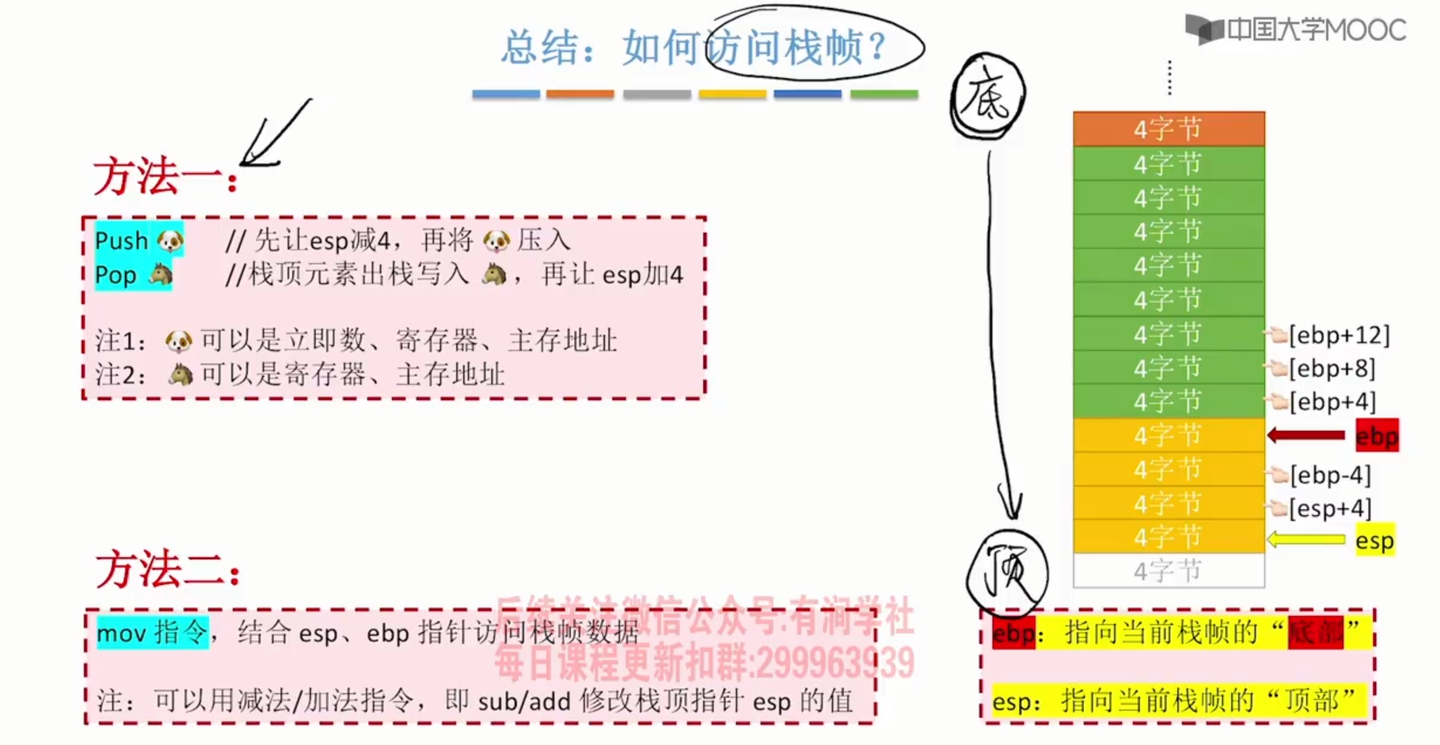 中国大学MOOC
总结：如何访问栈帧？
底
方法一：
Push 🐶 // 先让esp减4，再将 🐶 压入
Pop 🐴 //栈顶元素出栈写入 🐴，再让 esp加4
注1：🐶 可以是立即数、寄存器、主存地址
注2：🐴 可以是寄存器、主存地址
4字节
4字节
4字节
4字节
4字节
4字节
4字节 [ebp+12]
4字节 [ebp+8]
4字节 [ebp+4]
4字节 ebp
4字节 [ebp-4]
4字节 [esp+4]
4字节 esp
4字节
顶
方法二：
mov 指令，结合 esp、ebp 指针访问栈帧数据
注：可以用减法/加法指令，即 sub/add 修改栈顶指针 esp 的值
后续关注微信公众号:有涧学社
每日课程更新扣群:299963939
ebp：指向当前栈帧的“底部”
esp：指向当前栈帧的“顶部”